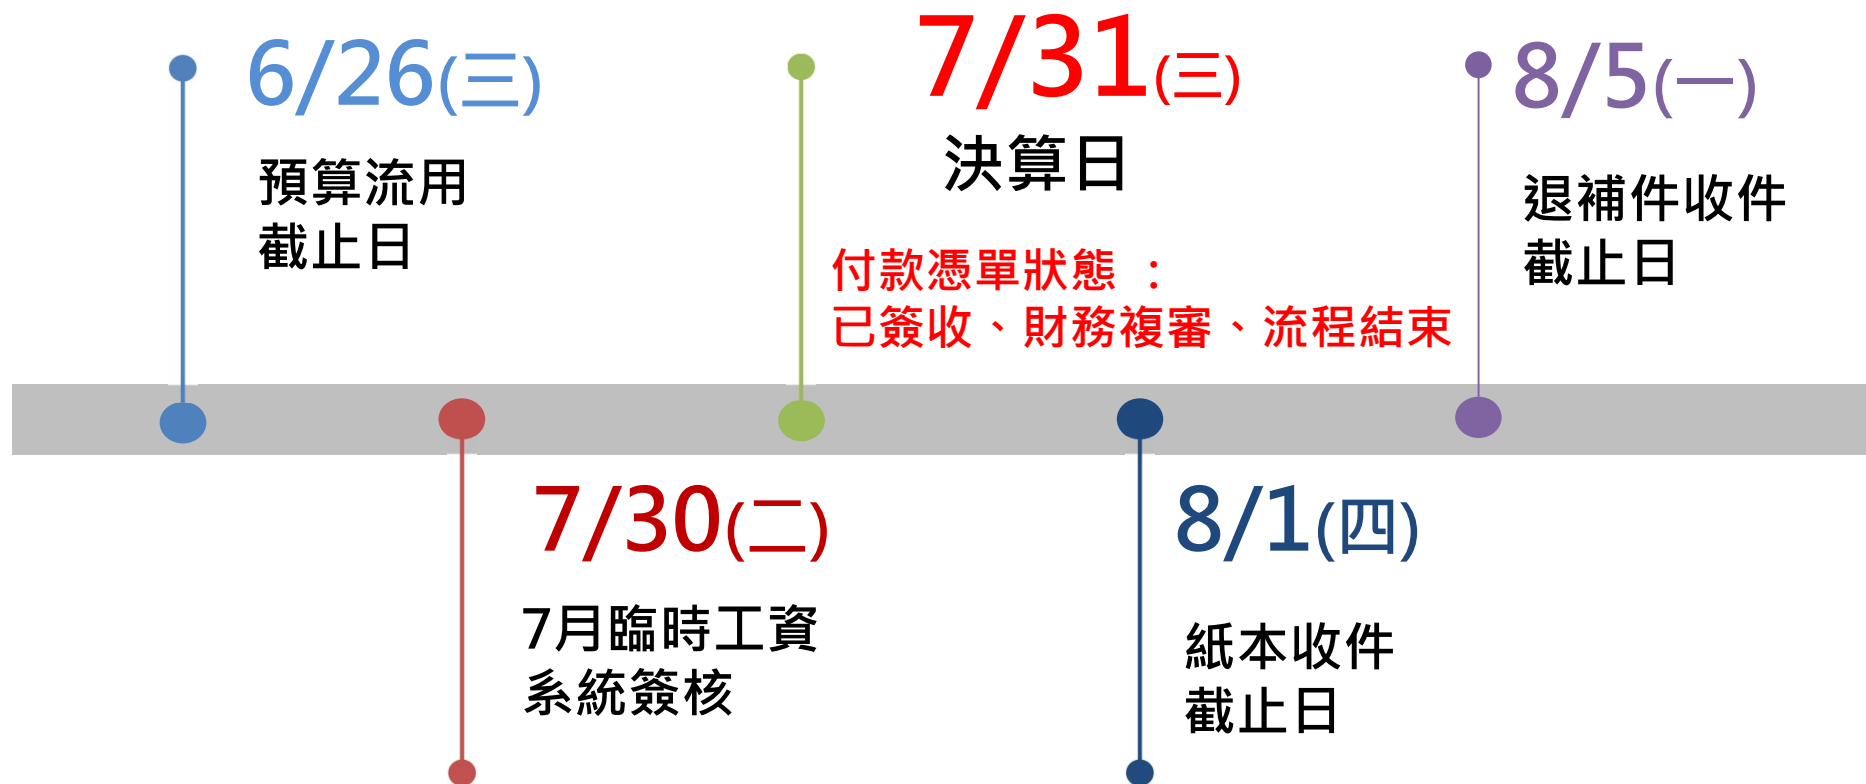 6/26(三)
預算流用
截止日
7/30(二)
7月臨時工資
系統簽核
7/31(三)
決算日
付款憑單狀態 ：
已簽收、財務複審、流程結束
8/1(四)
紙本收件
截止日
8/5(一)
退補件收件
截止日